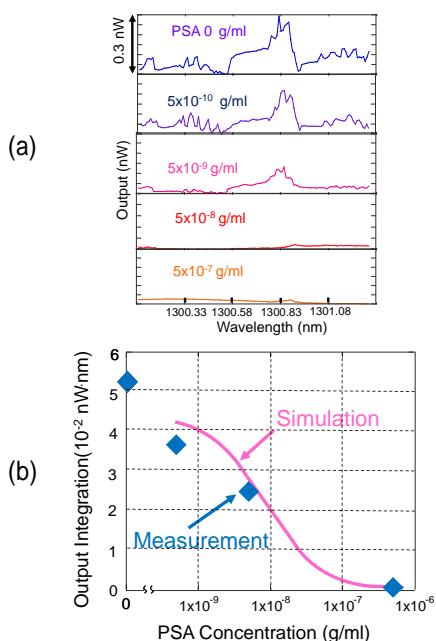 (a)
0.3 nW
PSA 0 g/ml
5x10⁻¹⁰ g/ml
5x10⁻⁹ g/ml
5x10⁻⁸ g/ml
5x10⁻⁷ g/ml
Output (nW)
1300.33 1300.58 1300.83 1301.08
Wavelength (nm)
(b)
Output Integration(10⁻² nW·nm)
6
5
4
3
2
1
0
Simulation
Measurement
0 1x10⁻⁹ 1x10⁻⁸ 1x10⁻⁷ 1x10⁻⁶
PSA Concentration (g/ml)